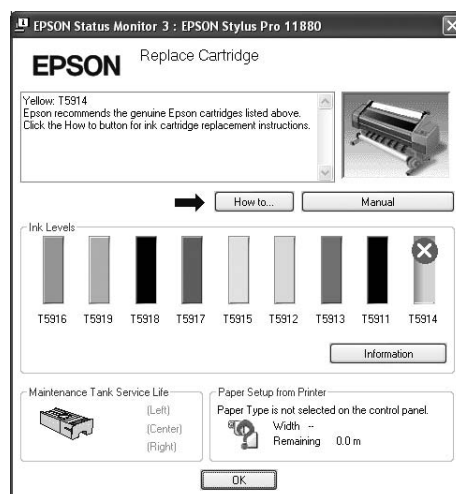 EPSON Status Monitor 3 : EPSON Stylus Pro 11880
EPSON
Replace Cartridge
Yellow: T5914
Epson recommends the genuine Epson cartridges listed above.
Click the How to button for ink cartridge replacement instructions.
How to...
Manual
Ink Levels
T5916 T5919 T5918 T5917 T5915 T5912 T5913 T5911 T5914
Information
Maintenance Tank Service Life
(Left)
(Center)
(Right)
Paper Setup from Printer
Paper Type is not selected on the control panel.
Width --
Remaining 0.0 m
OK